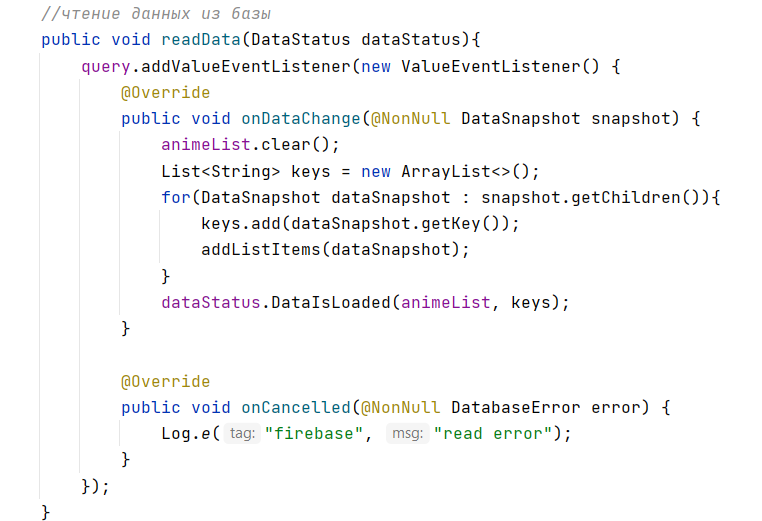 //чтение данных из базы
public void readData(DataStatus dataStatus){
    query.addValueEventListener(new ValueEventListener() {
        @Override
        public void onDataChange(@NonNull DataSnapshot snapshot) {
            animeList.clear();
            List<String> keys = new ArrayList<>();
            for(DataSnapshot dataSnapshot : snapshot.getChildren()){
                keys.add(dataSnapshot.getKey());
                addListItems(dataSnapshot);
            }
            dataStatus.DataIsLoaded(animeList, keys);
        }

        @Override
        public void onCancelled(@NonNull DatabaseError error) {
            Log.e( tag: "firebase", msg: "read error");
        }
    });
}